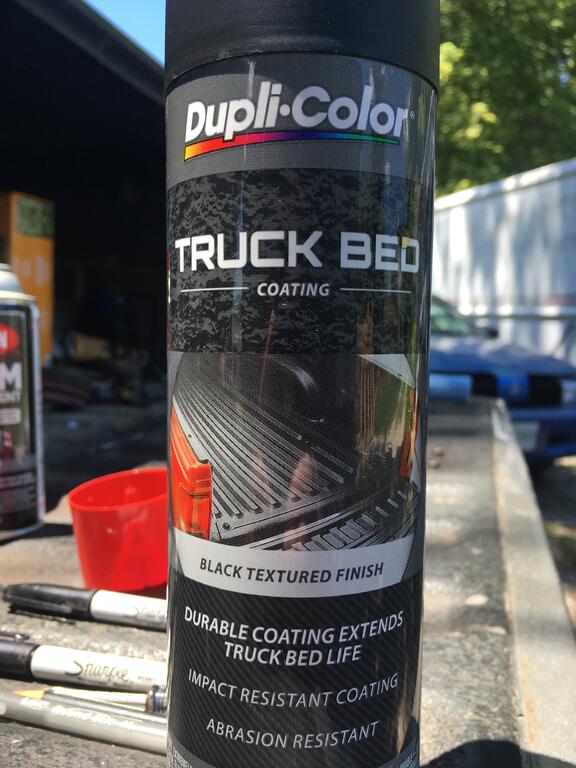 Dupli-Color®
TRUCK BED
COATING
BLACK TEXTURED FINISH
DURABLE COATING EXTENDS
TRUCK BED LIFE
IMPACT RESISTANT COATING
ABRASION RESISTANT
Sharpie